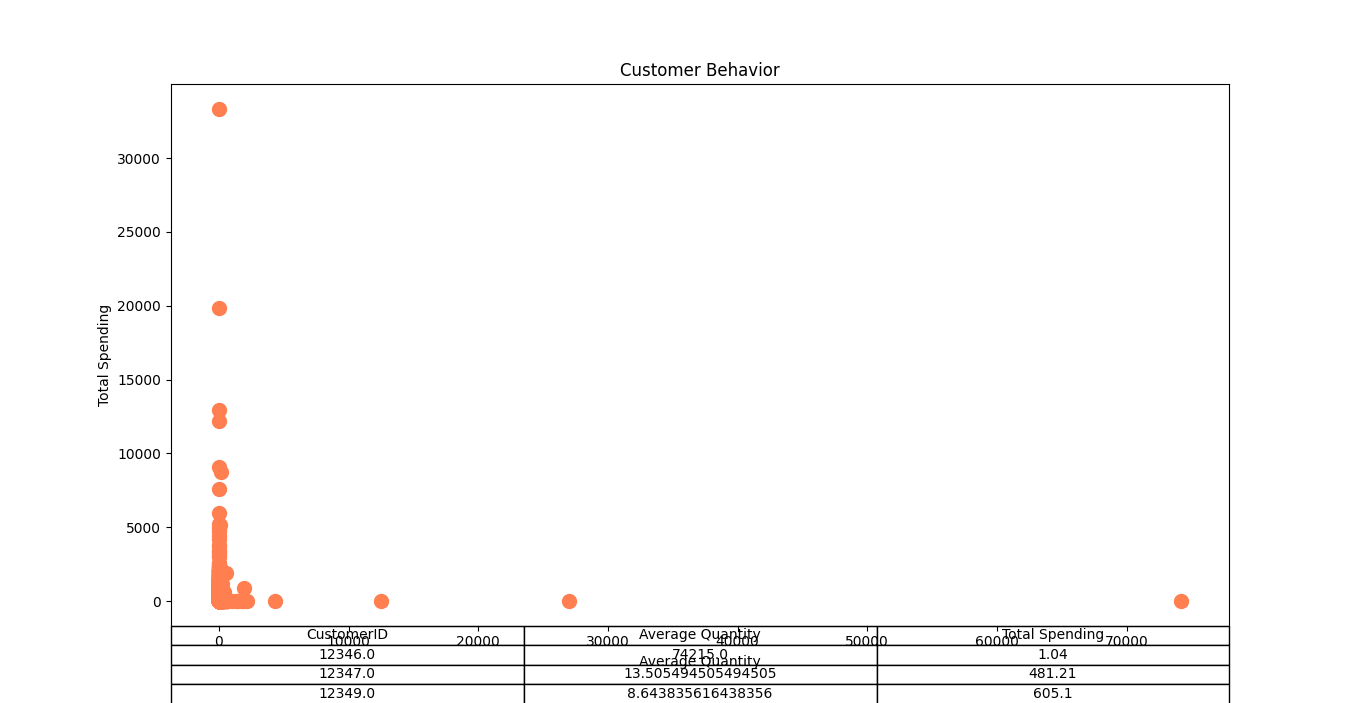 Customer Behavior
Total Spending
30000
25000
20000
15000
10000
5000
0
0 10000 20000 30000 40000 50000 60000 70000
Average Quantity
CustomerID Average Quantity Total Spending
12346.0 74215.0 1.04
12347.0 13.505494505494505 481.21
12349.0 8.643835616438356 605.1